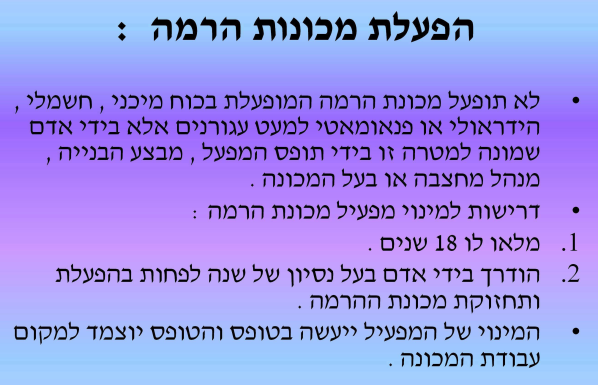 הפעלת מכונות הרמה :
• לא תופעל מכונת הרמה המופעלת בכוח מיכני , חשמלי ,
הידראולי או פנאומאטי למעט עגורנים אלא בידי אדם
שמונה למטרה זו בידי תופס המפעל , מבצע הבנייה ,
מנהל מחצבה או בעל המכונה .
• דרישות למינוי מפעיל מכונת הרמה :
1. מלאו לו 18 שנים .
2. הודרך בידי אדם בעל נסיון של שנה לפחות בהפעלת
ותחזוקת מכונת ההרמה .
• המינוי של המפעיל ייעשה בטופס והטופס יוצמד למקום
עבודת המכונה .